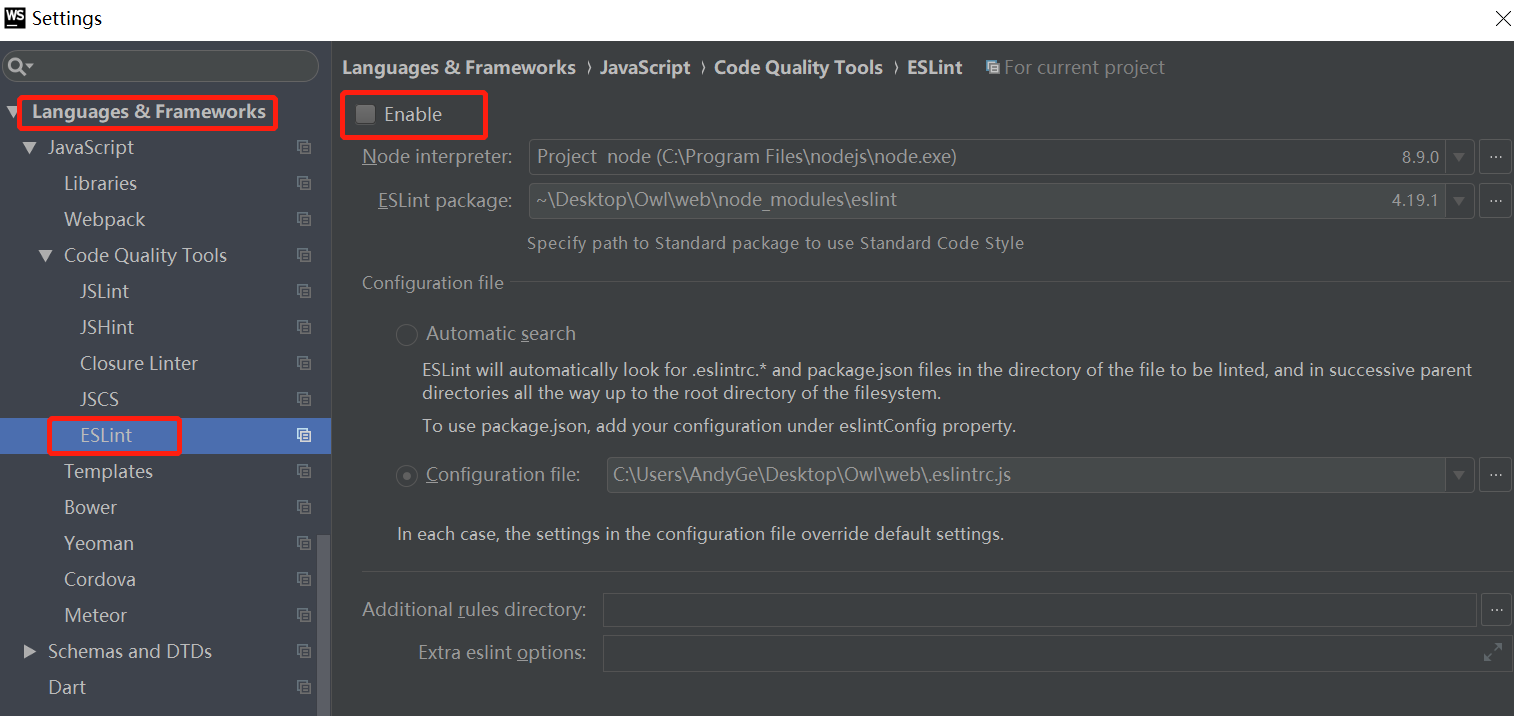 WS Settings
Languages & Frameworks › JavaScript › Code Quality Tools › ESLint For current project
Languages & Frameworks
JavaScript
Libraries
Webpack
Code Quality Tools
JSLint
JSHint
Closure Linter
JSCS
ESLint
Templates
Bower
Yeoman
Cordova
Meteor
Schemas and DTDs
Dart
Enable
Node interpreter: Project node (C:\Program Files\nodejs\node.exe) 8.9.0 ...
ESLint package: ~\Desktop\Owl\web\node_modules\eslint 4.19.1 ...
Specify path to Standard package to use Standard Code Style
Configuration file
Automatic search
ESLint will automatically look for .eslintrc.* and package.json files in the directory of the file to be linted, and in successive parent
directories all the way up to the root directory of the filesystem.
To use package.json, add your configuration under eslintConfig property.
Configuration file: C:\Users\AndyGe\Desktop\Owl\web\.eslintrc.js ...
In each case, the settings in the configuration file override default settings.
Additional rules directory: ...
Extra eslint options: